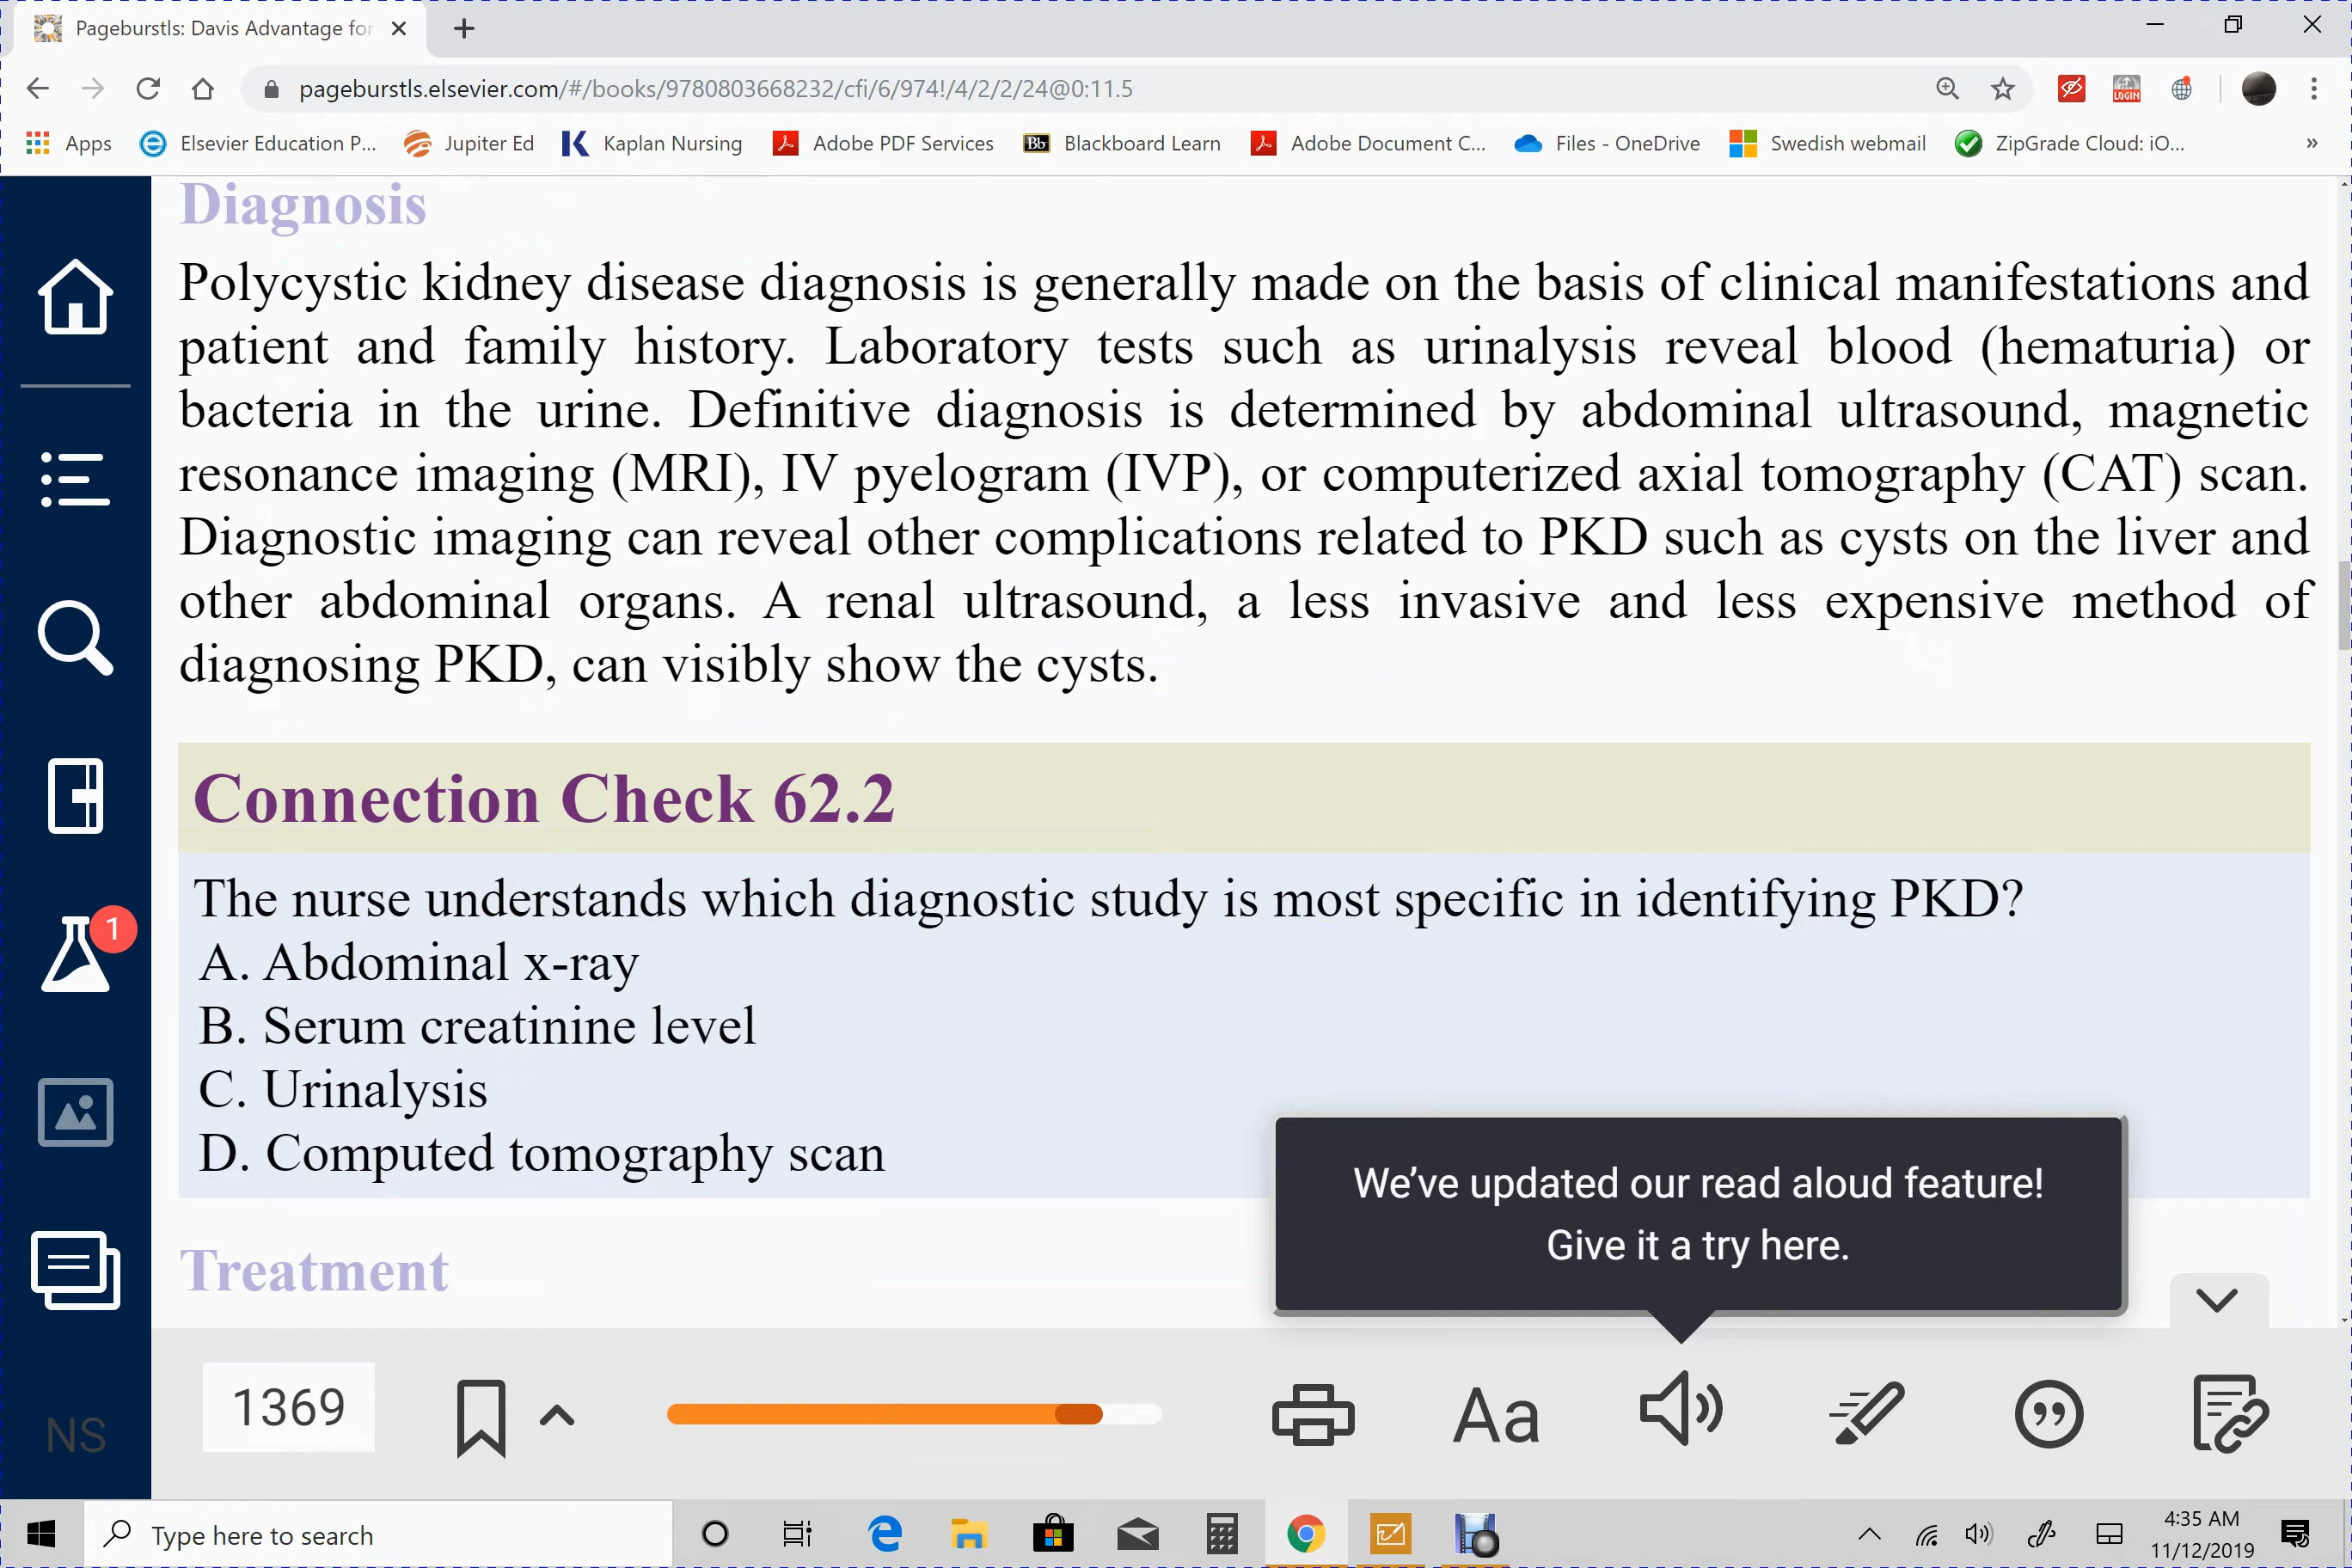 Pageburstls: Davis Advantage for
pageburstls.elsevier.com/#/books/9780803668232/cfi/6/974!/4/2/2/24@0:11.5
LOGIN
Apps
Elsevier Education P...
Jupiter Ed
Kaplan Nursing
Adobe PDF Services
Bb
Blackboard Learn
Adobe Document C...
Files - OneDrive
Swedish webmail
ZipGrade Cloud: iO...
»
Diagnosis
Polycystic kidney disease diagnosis is generally made on the basis of clinical manifestations and
patient and family history. Laboratory tests such as urinalysis reveal blood (hematuria) or
bacteria in the urine. Definitive diagnosis is determined by abdominal ultrasound, magnetic
resonance imaging (MRI), IV pyelogram (IVP), or computerized axial tomography (CAT) scan.
Diagnostic imaging can reveal other complications related to PKD such as cysts on the liver and
other abdominal organs. A renal ultrasound, a less invasive and less expensive method of
diagnosing PKD, can visibly show the cysts.
Connection Check 62.2
The nurse understands which diagnostic study is most specific in identifying PKD?
A. Abdominal x-ray
B. Serum creatinine level
C. Urinalysis
D. Computed tomography scan
1
We've updated our read aloud feature!
Give it a try here.
Treatment
NS
1369
Aa
Type here to search
4:35 AM
11/12/2019